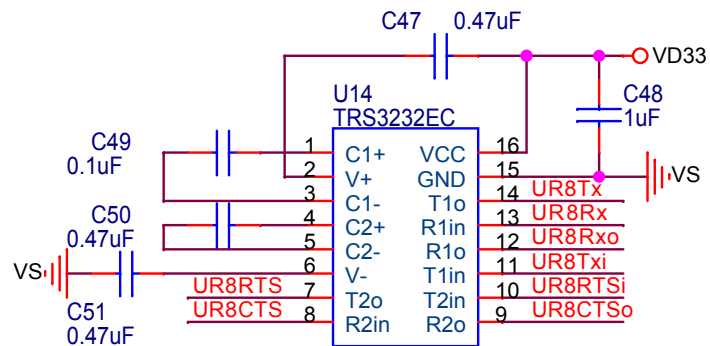 C47 0.47uF
VD33
U14
TRS3232EC
C48
1uF
C49
0.1uF
1 C1+ VCC 16
2 V+ GND 15
VS
3 C1- T1o 14 UR8Tx
C50
4 C2+ R1in 13 UR8Rx
0.47uF
5 C2- R1o 12 UR8Rxo
VS
6 V- T1in 11 UR8Txi
C51
0.47uF
UR8RTS 7 T2o T2in 10 UR8RTSi
UR8CTS 8 R2in R2o 9 UR8CTSo